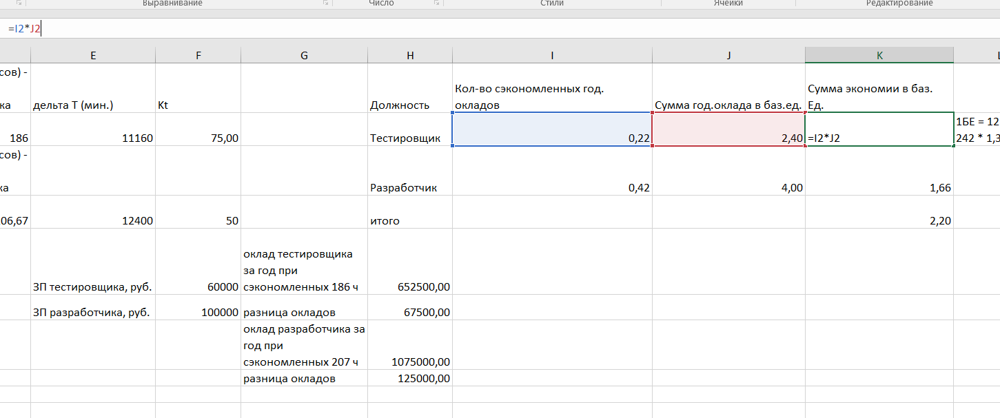 Выравнивание Число Стили Ячейки Редактирование
=I2*J2
E F G H I J K
сов) -
ка дельта T (мин.) Kt Должность Кол-во сэкономленных год. окладов Сумма год.оклада в баз.ед. Сумма экономии в баз. Ед.
186 11160 75,00 Тестировщик 0,22 2,40 =I2*J2 1БЕ = 12
242 * 1,3
сов) -
ка Разработчик 0,42 4,00 1,66
06,67 12400 50 итого 2,20
ЗП тестировщика, руб. 60000 оклад тестировщика
за год при
сэкономленных 186 ч 652500,00
ЗП разработчика, руб. 100000 разница окладов 67500,00
оклад разработчика за
год при
сэкономленных 207 ч 1075000,00
разница окладов 125000,00